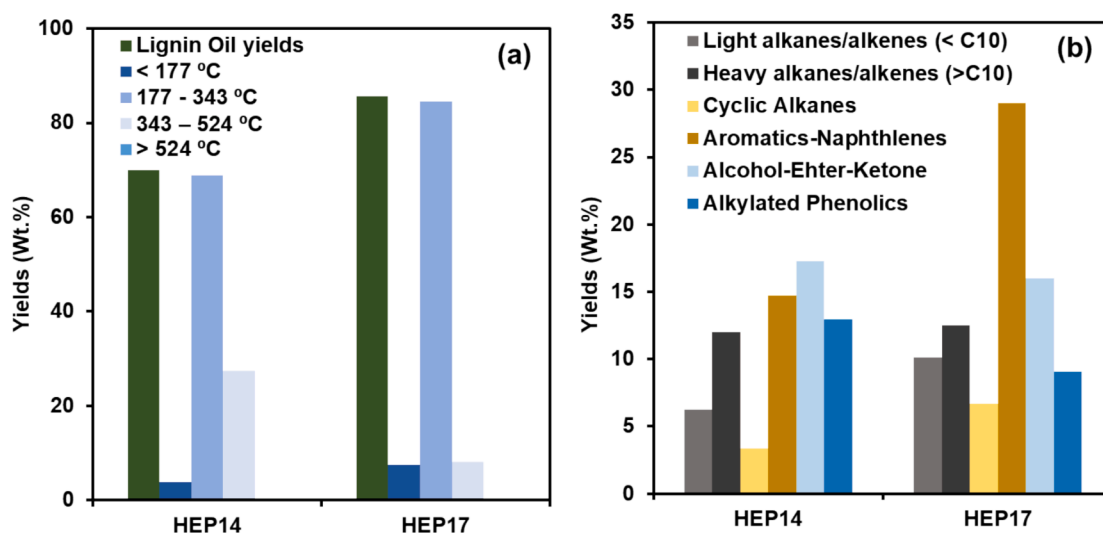 (a)
Lignin Oil yields
< 177 ºC
177 - 343 ºC
343 – 524 ºC
> 524 ºC
Yields (Wt.%)
100
80
60
40
20
0
HEP14 HEP17
(b)
Light alkanes/alkenes (< C10)
Heavy alkanes/alkenes (>C10)
Cyclic Alkanes
Aromatics-Naphthlenes
Alcohol-Ehter-Ketone
Alkylated Phenolics
Yields (Wt.%)
35
30
25
20
15
10
5
0
HEP14 HEP17